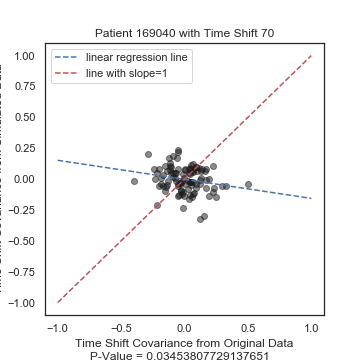 Patient 169040 with Time Shift 70
linear regression line
line with slope=1
1.00
0.75
0.50
0.25
0.00
−0.25
−0.50
−0.75
−1.00
−1.0
−0.5
0.0
0.5
1.0
Time Shift Covariance from Original Data
P-Value = 0.03453807729137651